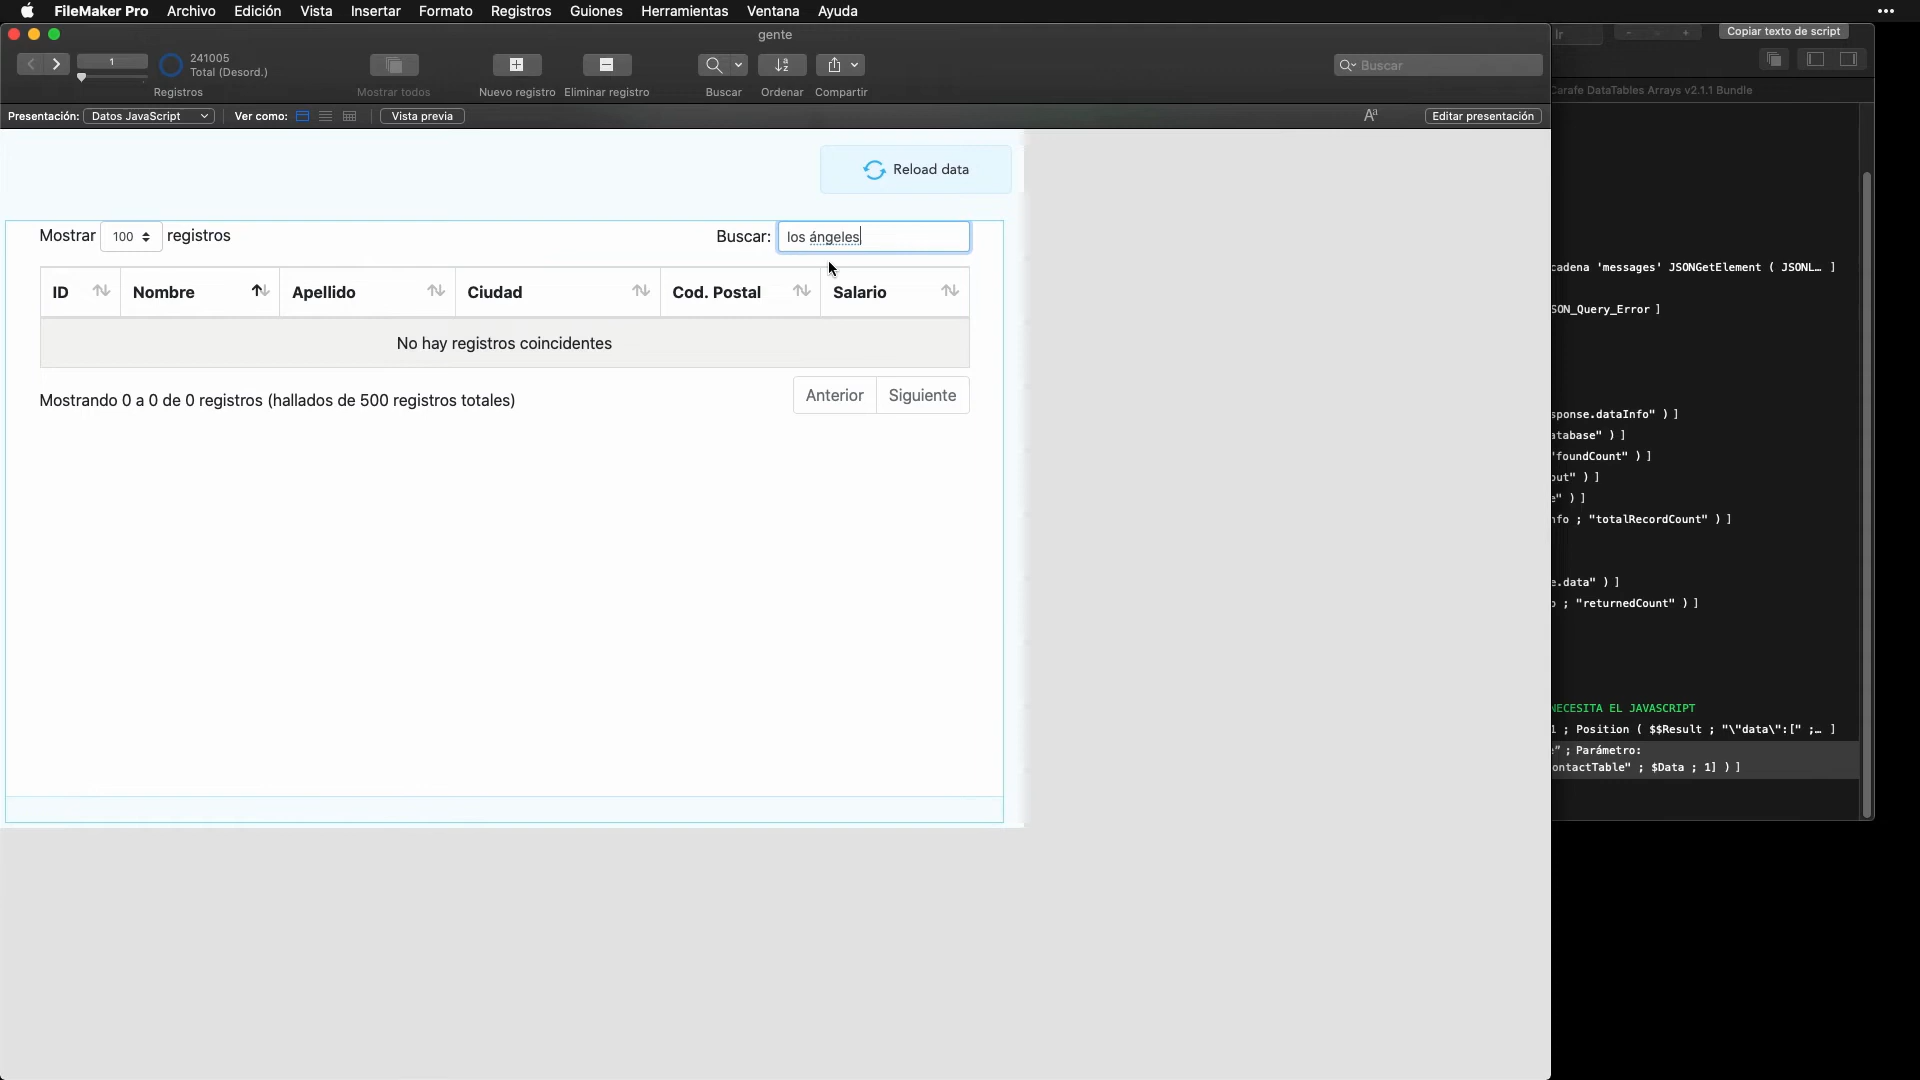 FileMaker Pro Archivo Edición Vista Insertar Formato Registros Guiones Herramientas Ventana Ayuda
gente
Ir
Copiar texto de script
1
241005
Total (Desord.)
Registros
Mostrar todos
Nuevo registro
Eliminar registro
Buscar
Ordenar
Compartir
Buscar
Carafe DataTables Arrays v2.1.1 Bundle
Presentación: Datos JavaScript Ver como: Vista previa Aa Editar presentación
Reload data
Mostrar 100 registros Buscar: los ángeles
ID Nombre Apellido Ciudad Cod. Postal Salario
No hay registros coincidentes
Mostrando 0 a 0 de 0 registros (hallados de 500 registros totales) Anterior Siguiente
cadena 'messages' JSONGetElement ( JSONL… ]
SON_Query_Error ]
sponse.dataInfo" ) ]
atabase" ) ]
"foundCount" ) ]
out" ) ]
e" ) ]
nfo ; "totalRecordCount" ) ]
e.data" ) ]
o ; "returnedCount" ) ]
NECESITA EL JAVASCRIPT
1 ; Position ( $$Result ; "\"data\":[" ;… ]
e" ; Parámetro:
ontactTable" ; $Data ; 1] ) ]